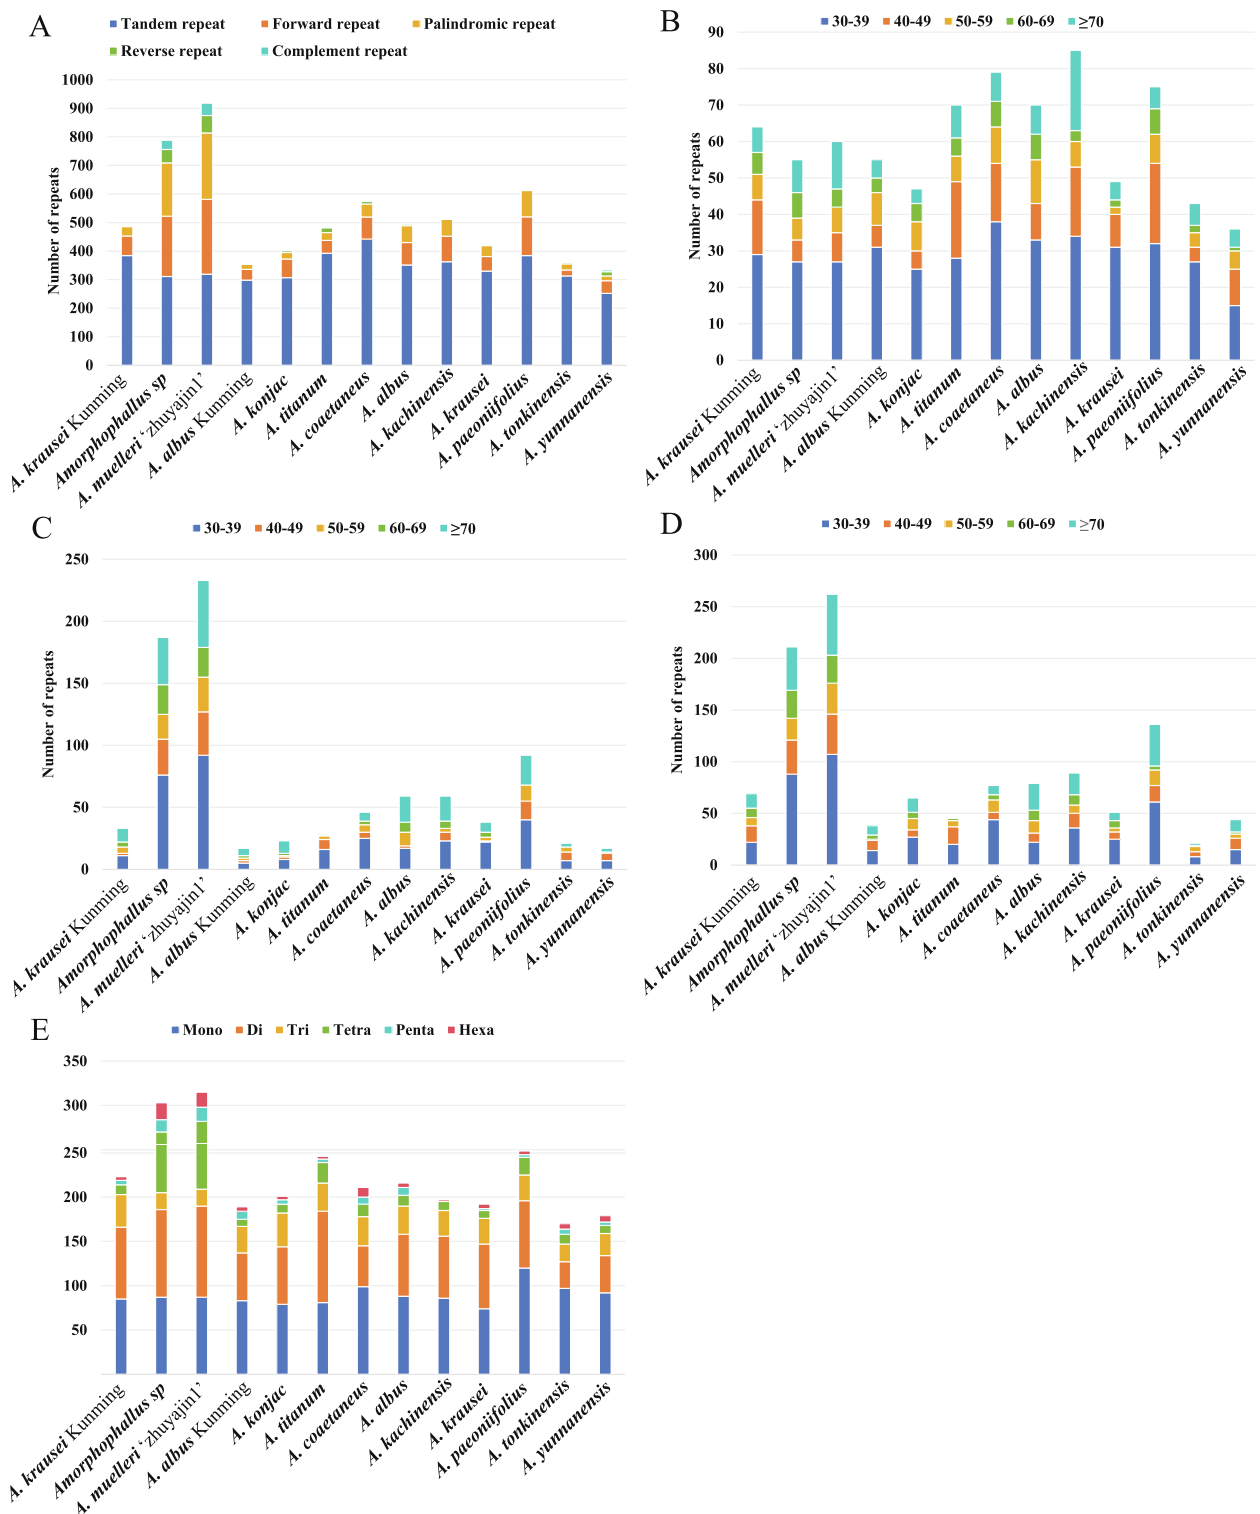 A
Tandem repeat Forward repeat Palindromic repeat
Reverse repeat Complement repeat
Number of repeats
1000
900
800
700
600
500
400
300
200
100
0
A. krausei Kunming
Amorphophallus sp
A. muelleri ‘zhuyajin1’
A. albus Kunming
A. konjac
A. titanum
A. coaetaneus
A. albus
A. kachinensis
A. krausei
A. paeoniifolius
A. tonkinensis
A. yunnanensis
B
30-39 40-49 50-59 60-69 ≥70
Number of repeats
90
80
70
60
50
40
30
20
10
0
A. krausei Kunming
Amorphophallus sp
A. muelleri ‘zhuyajin1’
A. albus Kunming
A. konjac
A. titanum
A. coaetaneus
A. albus
A. kachinensis
A. krausei
A. paeoniifolius
A. tonkinensis
A. yunnanensis
C
30-39 40-49 50-59 60-69 ≥70
Number of repeats
250
200
150
100
50
0
A. krausei Kunming
Amorphophallus sp
A. muelleri ‘zhuyajin1’
A. albus Kunming
A. konjac
A. titanum
A. coaetaneus
A. albus
A. kachinensis
A. krausei
A. paeoniifolius
A. tonkinensis
A. yunnanensis
D
30-39 40-49 50-59 60-69 ≥70
Number of repeats
300
250
200
150
100
50
0
A. krausei Kunming
Amorphophallus sp
A. muelleri ‘zhuyajin1’
A. albus Kunming
A. konjac
A. titanum
A. coaetaneus
A. albus
A. kachinensis
A. krausei
A. paeoniifolius
A. tonkinensis
A. yunnanensis
E
Mono Di Tri Tetra Penta Hexa
350
300
250
200
150
100
50
A. krausei Kunming
Amorphophallus sp
A. muelleri ‘zhuyajin1’
A. albus Kunming
A. konjac
A. titanum
A. coaetaneus
A. albus
A. kachinensis
A. krausei
A. paeoniifolius
A. tonkinensis
A. yunnanensis